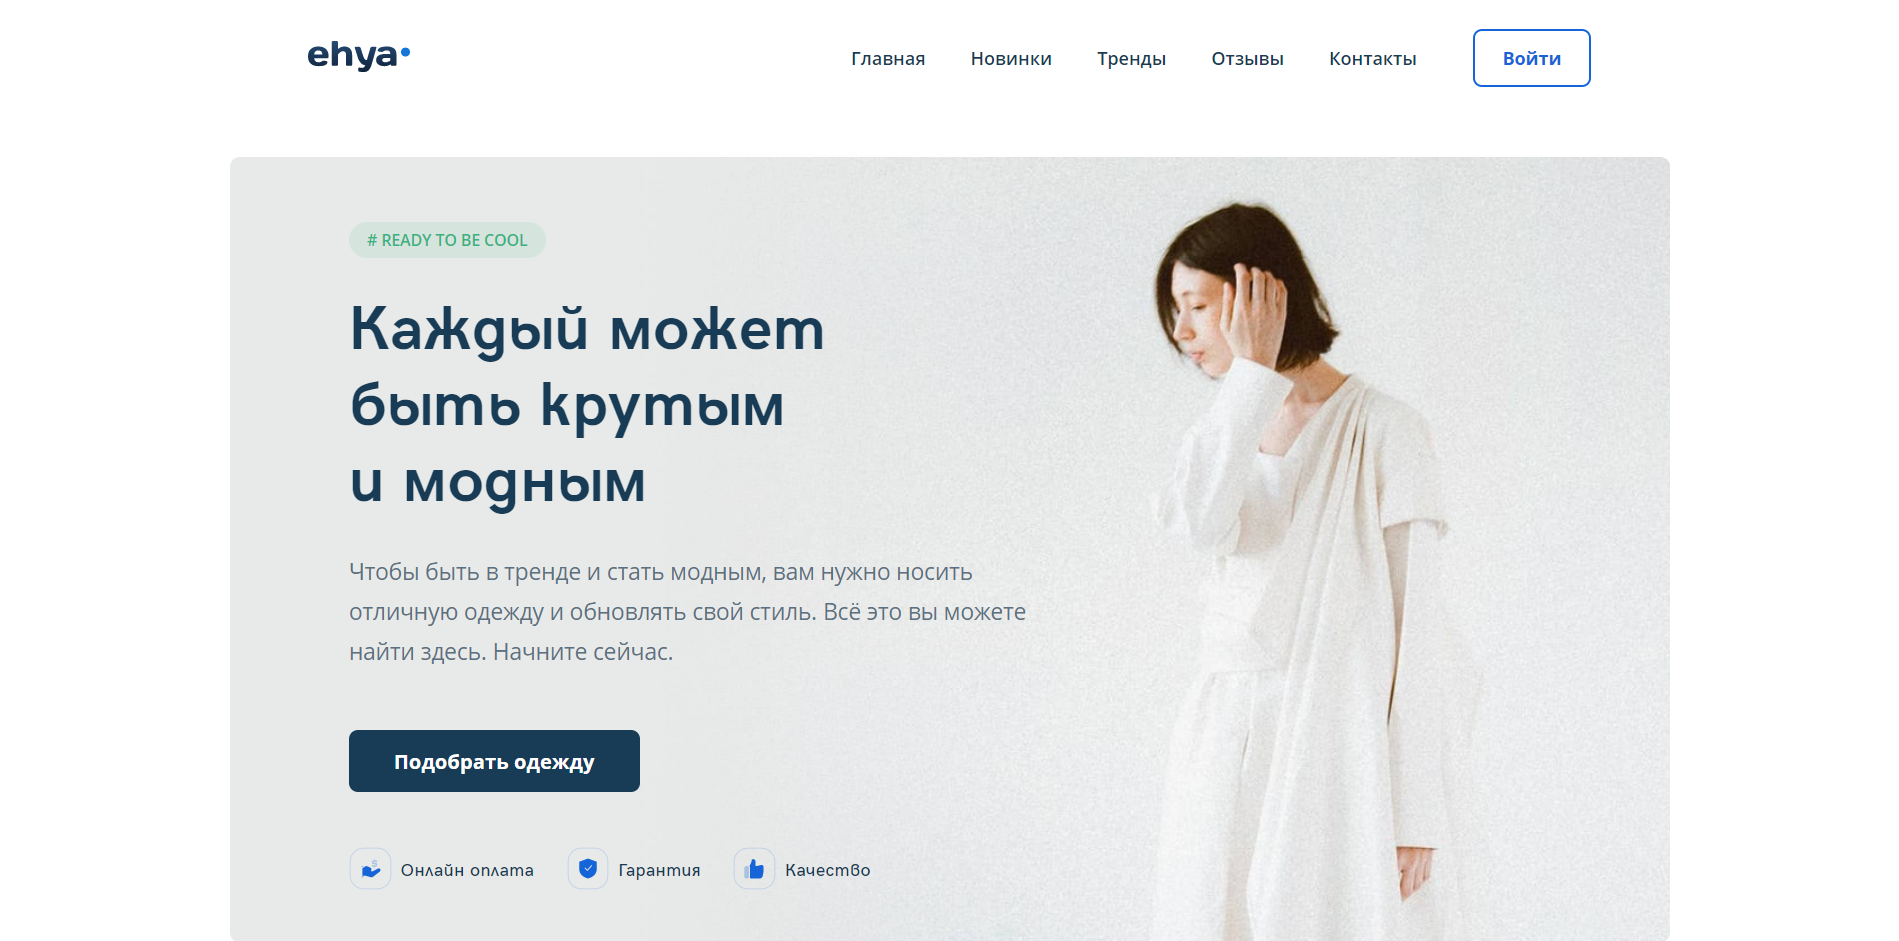 ehya
Главная Новинки Тренды Отзывы Контакты Войти
# READY TO BE COOL
Каждый может
быть крутым
и модным
Чтобы быть в тренде и стать модным, вам нужно носить
отличную одежду и обновлять свой стиль. Всё это вы можете
найти здесь. Начните сейчас.
Подобрать одежду
Онлайн оплата Гарантия Качество